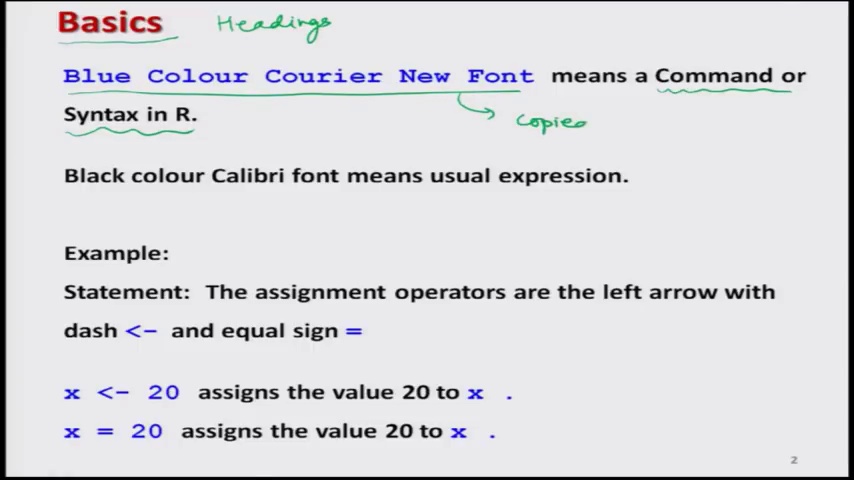 Basics Headings
Blue Colour Courier New Font means a Command or
Syntax in R.
copied
Black colour Calibri font means usual expression.
Example:
Statement: The assignment operators are the left arrow with
dash <- and equal sign =
x <- 20 assigns the value 20 to x .
x = 20 assigns the value 20 to x .
2